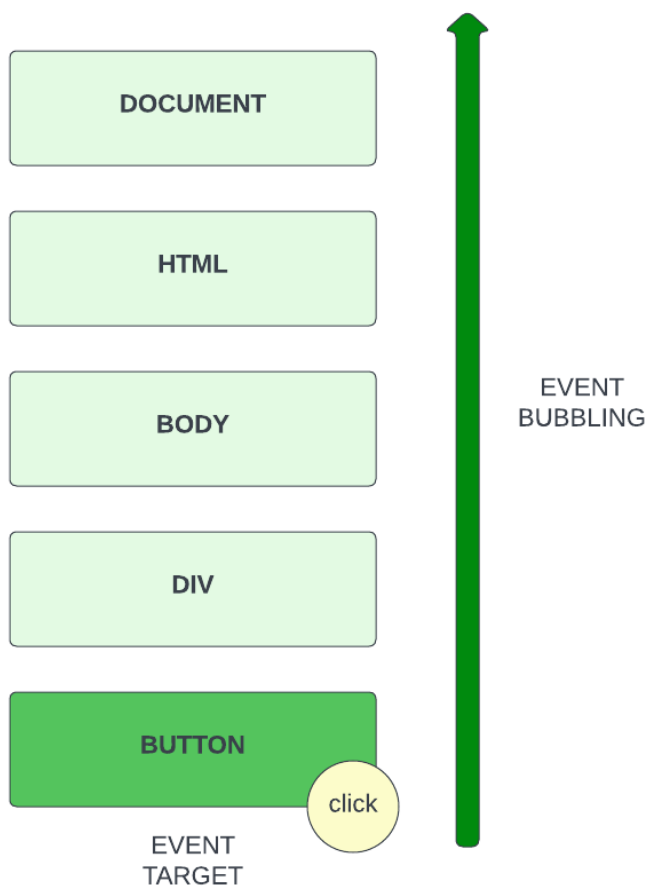 DOCUMENT
HTML
BODY
EVENT
BUBBLING
DIV
BUTTON
click
EVENT
TARGET